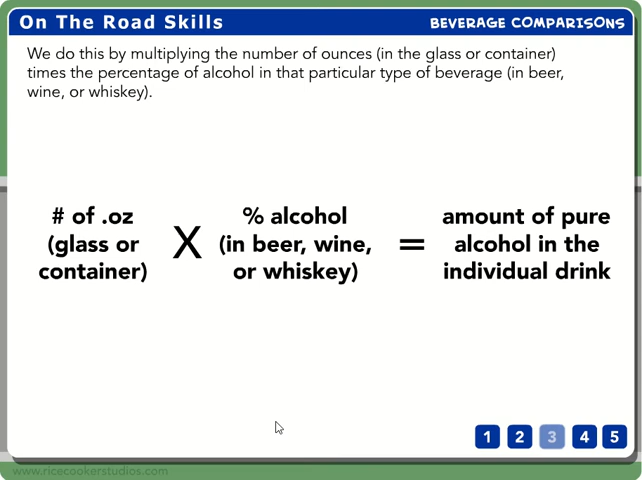 On The Road Skills
BEVERAGE COMPARISONS
We do this by multiplying the number of ounces (in the glass or container)
times the percentage of alcohol in that particular type of beverage (in beer,
wine, or whiskey).
# of .oz
(glass or
container)
X
% alcohol
(in beer, wine,
or whiskey)
=
amount of pure
alcohol in the
individual drink
1 2 3 4 5
www.ricecookerstudios.com